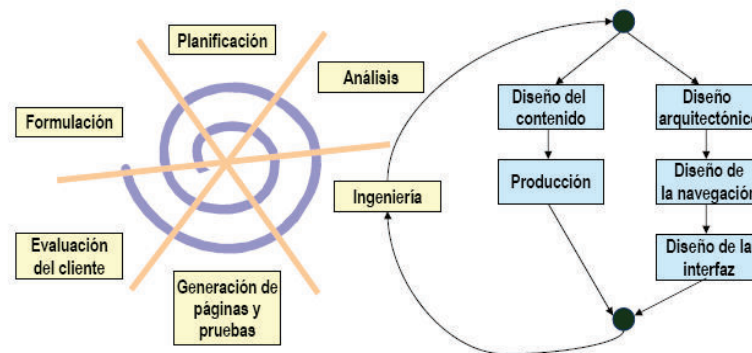 Planificación
Análisis
Formulación
Ingeniería
Evaluación
del cliente
Generación de
páginas y
pruebas
Diseño del
contenido
Producción
Diseño
arquitectónico
Diseño de
la navegación
Diseño de la
interfaz